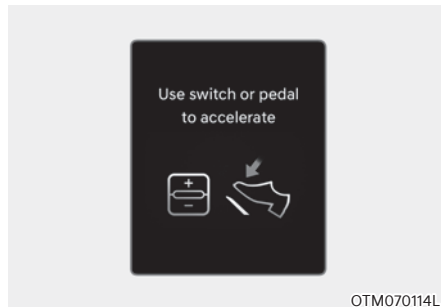 Use switch or pedal
to accelerate
+
−
OTM070114L